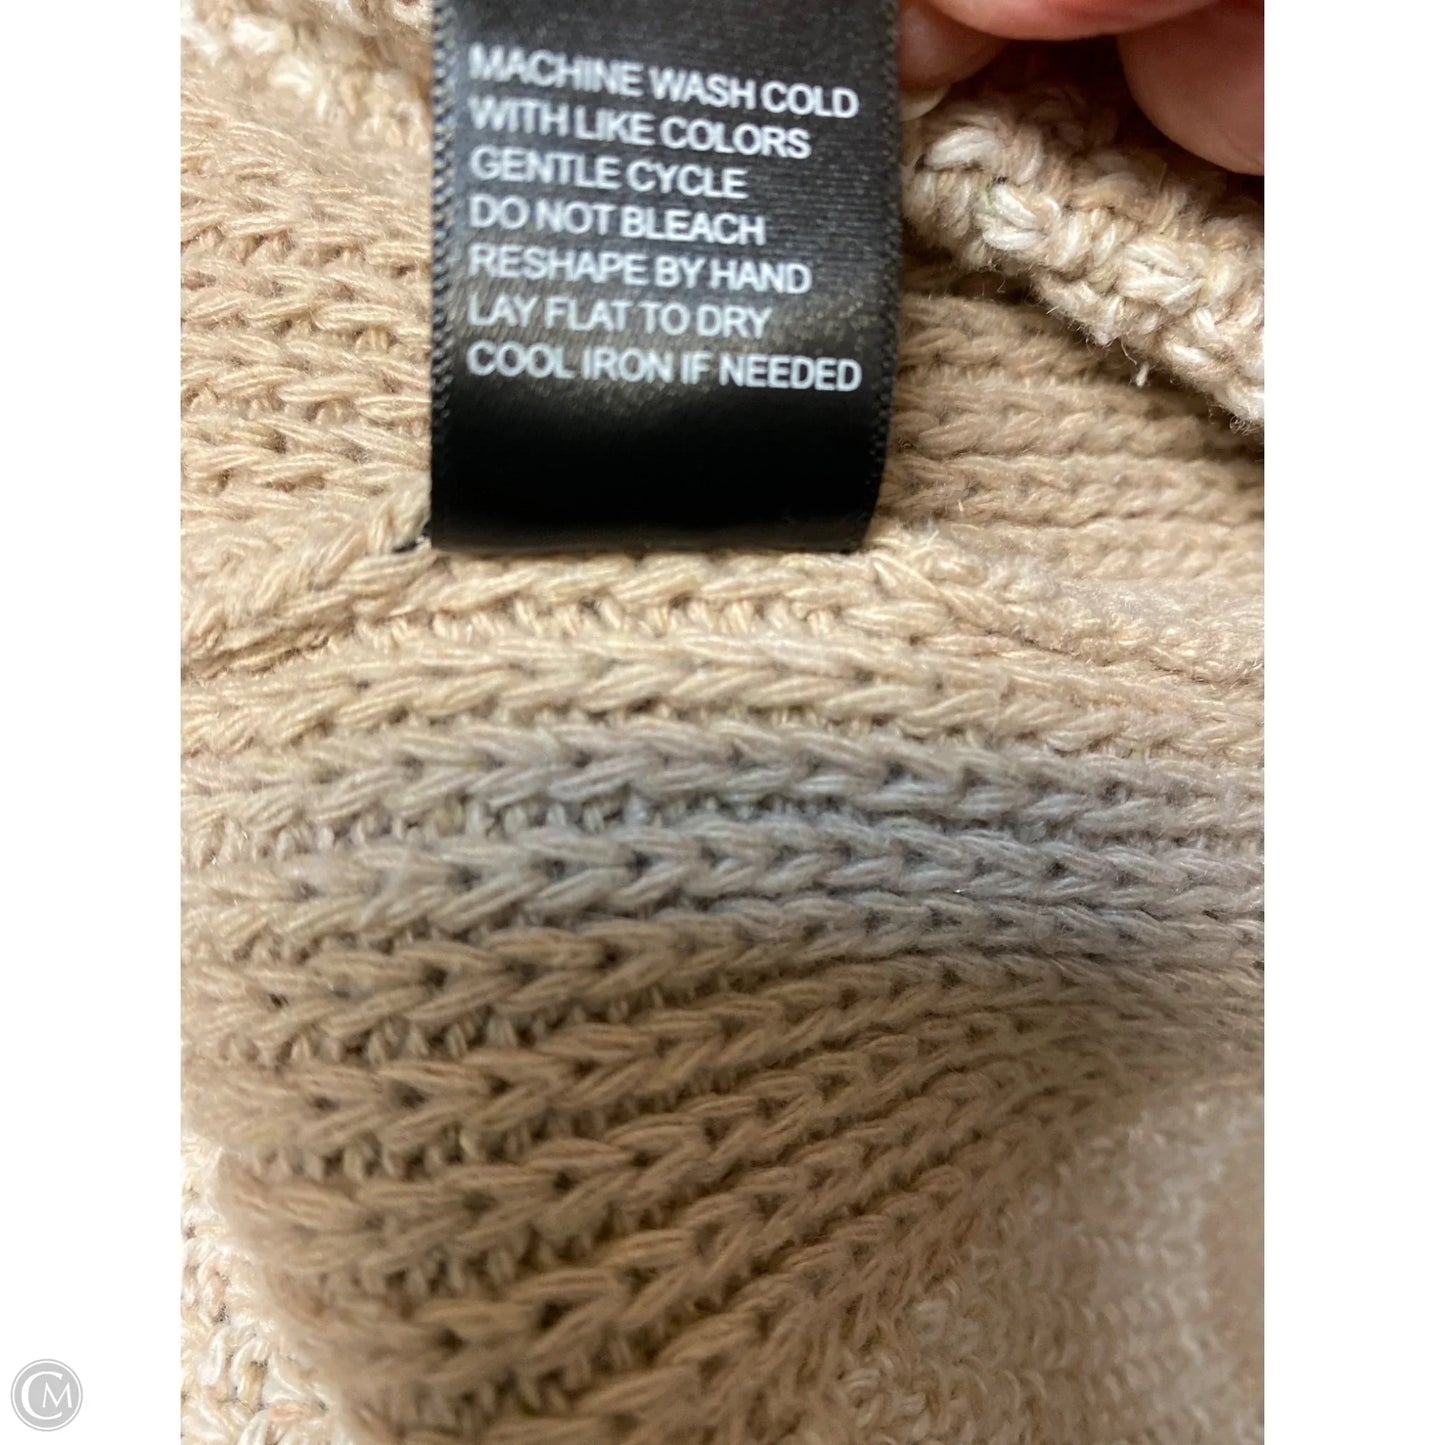 MACHINE WASH COLD
WITH LIKE COLORS
GENTLE CYCLE
DO NOT BLEACH
RESHAPE BY HAND
LAY FLAT TO DRY
COOL IRON IF NEEDED
CM